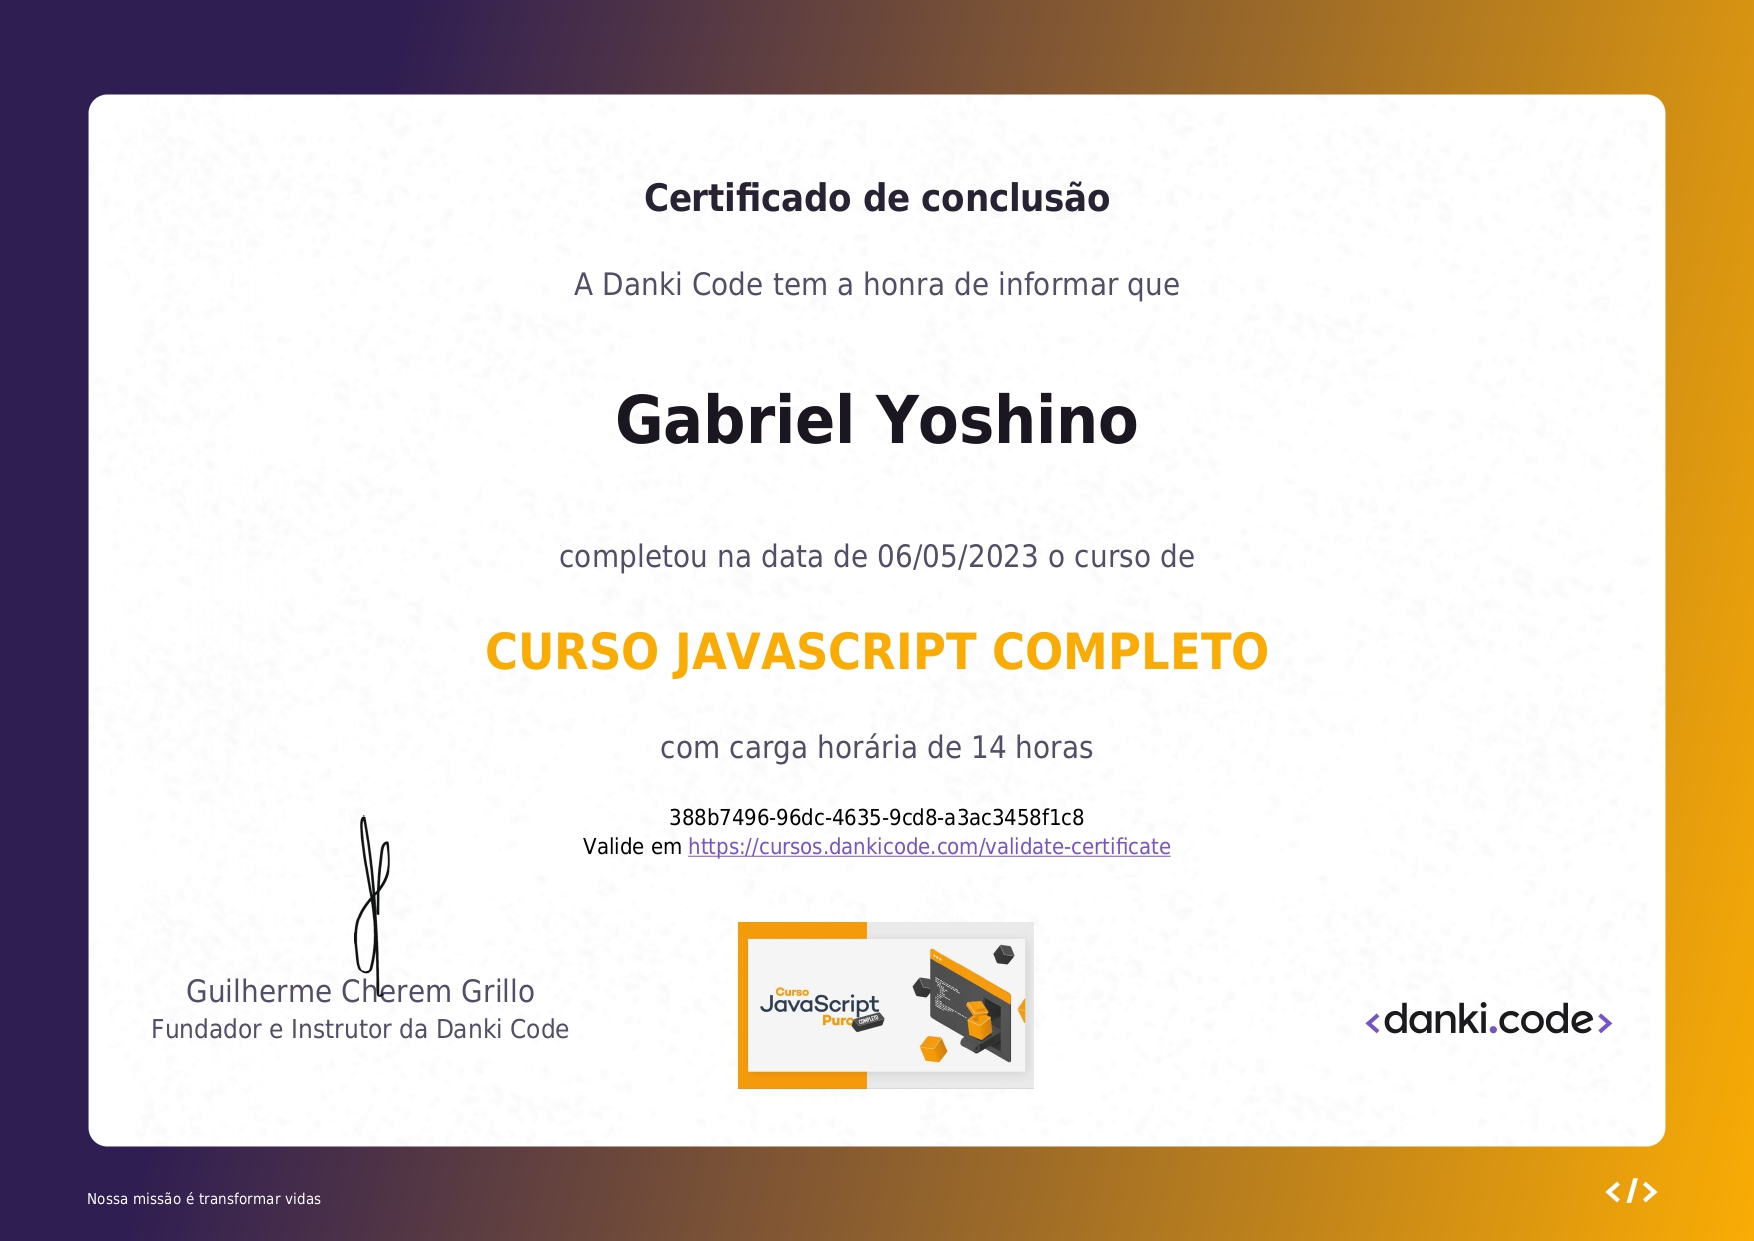 Certificado de conclusão
A Danki Code tem a honra de informar que
Gabriel Yoshino
completou na data de 06/05/2023 o curso de
CURSO JAVASCRIPT COMPLETO
com carga horária de 14 horas
388b7496-96dc-4635-9cd8-a3ac3458f1c8
Valide em https://cursos.dankicode.com/validate-certificate
Guilherme Cherem Grillo
Fundador e Instrutor da Danki Code
Curso
JavaScript
Puro
COMPLETO
<danki.code>
Nossa missão é transformar vidas
</>